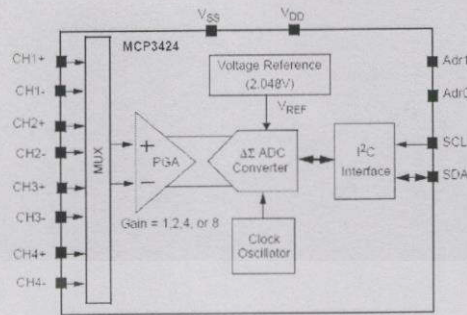 VSS
VDD
MCP3424
CH1+
CH1-
CH2+
CH2-
CH3+
CH3-
CH4+
CH4-
MUX
+
−
PGA
Gain = 1,2,4, or 8
Voltage Reference
(2.048V)
VREF
ΔΣ ADC
Converter
Clock
Oscillator
I²C
Interface
Adr1
Adr0
SCL
SDA